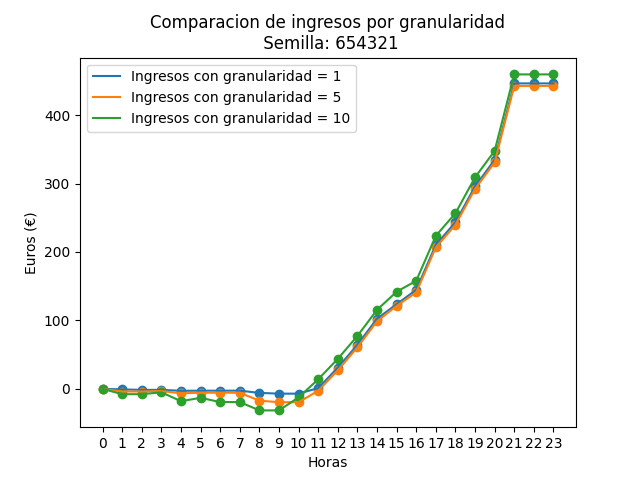 Comparacion de ingresos por granularidad
Semilla: 654321
Ingresos con granularidad = 1
Ingresos con granularidad = 5
Ingresos con granularidad = 10
Euros (€)
400
300
200
100
0
0 1 2 3 4 5 6 7 8 9 10 11 12 13 14 15 16 17 18 19 20 21 22 23
Horas